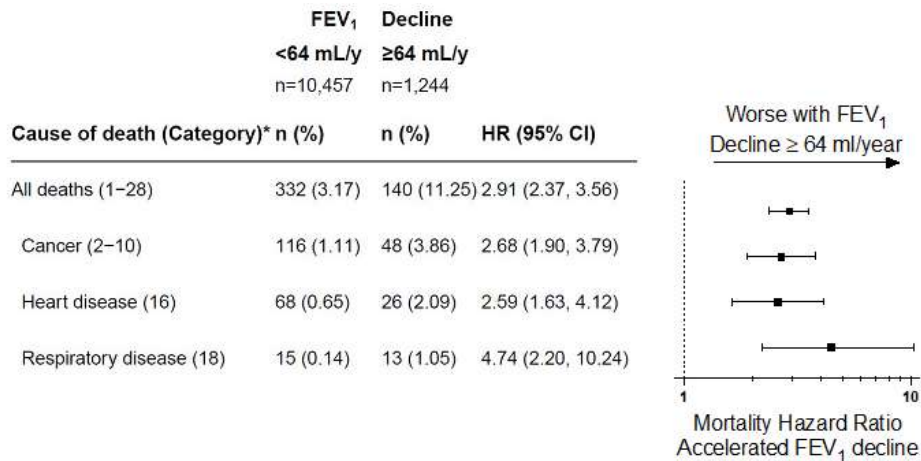 FEV1 Decline
<64 mL/y ≥64 mL/y
n=10,457 n=1,244
Cause of death (Category)* n (%) n (%) HR (95% CI)
All deaths (1−28) 332 (3.17) 140 (11.25) 2.91 (2.37, 3.56)
Cancer (2−10) 116 (1.11) 48 (3.86) 2.68 (1.90, 3.79)
Heart disease (16) 68 (0.65) 26 (2.09) 2.59 (1.63, 4.12)
Respiratory disease (18) 15 (0.14) 13 (1.05) 4.74 (2.20, 10.24)
Worse with FEV1
Decline ≥ 64 ml/year
1 10
Mortality Hazard Ratio
Accelerated FEV1 decline